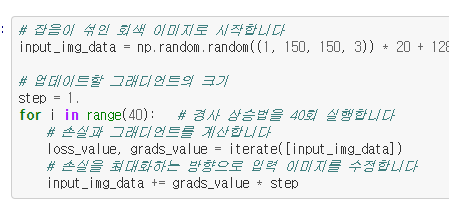 :
# 잡음이 섞인 회색 이미지로 시작합니다
input_img_data = np.random.random((1, 150, 150, 3)) * 20 + 128
# 업데이트할 그래디언트의 크기
step = 1.
for i in range(40):   # 경사 상승법을 40회 실행합니다
    # 손실과 그래디언트를 계산합니다
    loss_value, grads_value = iterate([input_img_data])
    # 손실을 최대화하는 방향으로 입력 이미지를 수정합니다
    input_img_data += grads_value * step